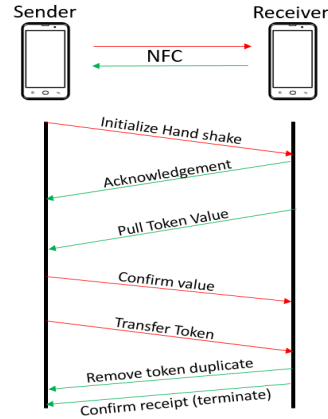 Sender
Receiver
NFC
Initialize Hand shake
Acknowledgement
Pull Token Value
Confirm value
Transfer Token
Remove token duplicate
Confirm receipt (terminate)